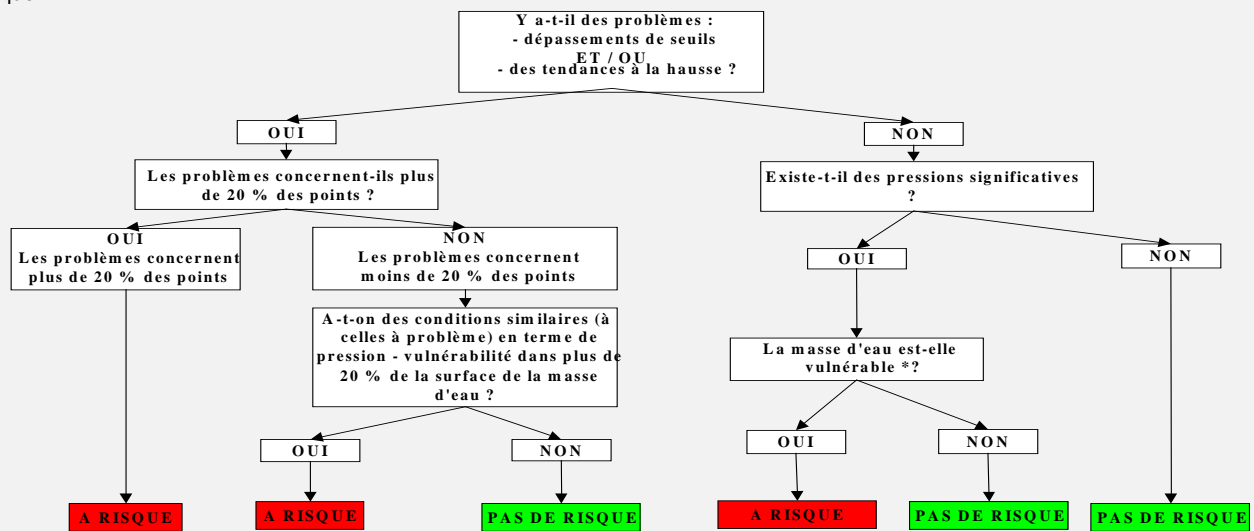 Y a-t-il des problèmes :
- dépassements de seuils
ET / OU
- des tendances à la hausse ?
OUI
NON
Les problèmes concernent-ils plus
de 20 % des points ?
Existe-t-il des pressions significatives
?
OUI
Les problèmes concernent
plus de 20 % des points
NON
Les problèmes concernent
moins de 20 % des points
OUI
NON
A-t-on des conditions similaires (à
celles à problème) en terme de
pression - vulnérabilité dans plus de
20 % de la surface de la masse
d'eau ?
La masse d'eau est-elle
vulnérable *?
OUI
NON
OUI
NON
A RISQUE
A RISQUE
PAS DE RISQUE
A RISQUE
PAS DE RISQUE
PAS DE RISQUE